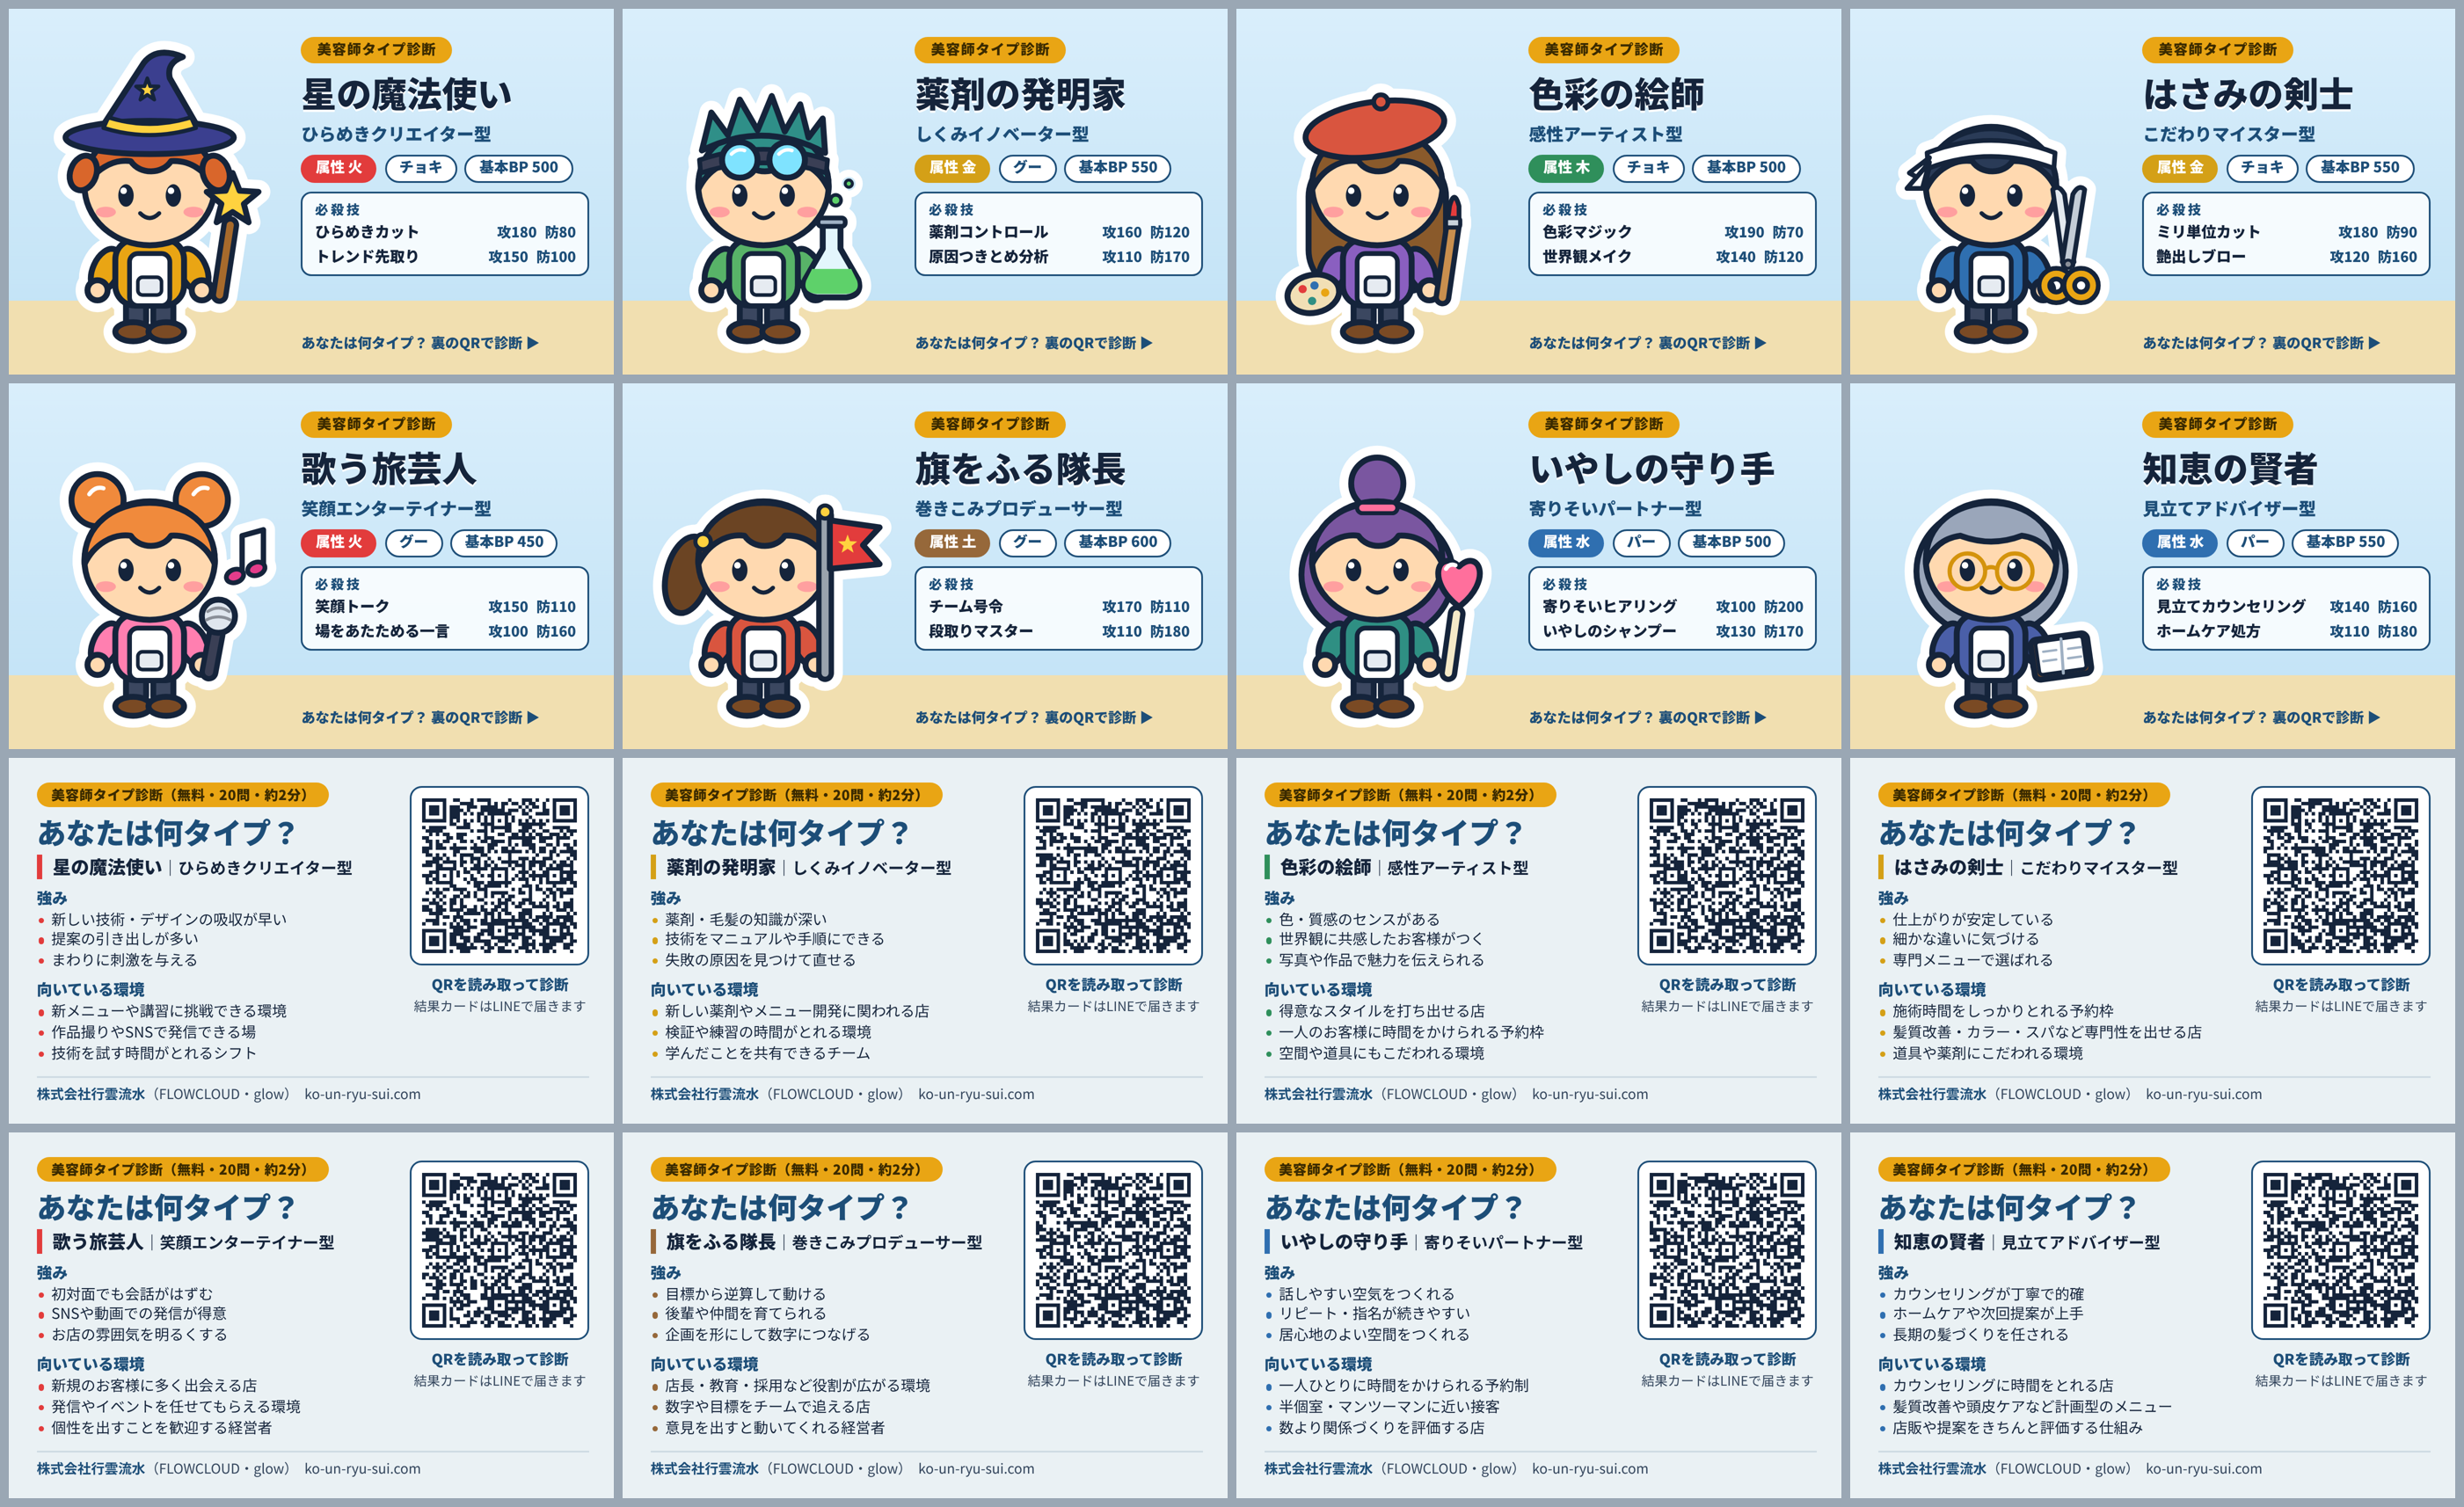 美容師タイプ診断
星の魔法使い
ひらめきクリエイター型
属性 火 チョキ 基本BP 500
必殺技
ひらめきカット 攻180 防80
トレンド先取り 攻150 防100
あなたは何タイプ？ 裏のQRで診断 ▶
美容師タイプ診断
薬剤の発明家
しくみイノベーター型
属性 金 グー 基本BP 550
必殺技
薬剤コントロール 攻160 防120
原因つきとめ分析 攻110 防170
あなたは何タイプ？ 裏のQRで診断 ▶
美容師タイプ診断
色彩の絵師
感性アーティスト型
属性 木 チョキ 基本BP 500
必殺技
色彩マジック 攻190 防70
世界観メイク 攻140 防120
あなたは何タイプ？ 裏のQRで診断 ▶
美容師タイプ診断
はさみの剣士
こだわりマイスター型
属性 金 チョキ 基本BP 550
必殺技
ミリ単位カット 攻180 防90
艶出しブロー 攻120 防160
あなたは何タイプ？ 裏のQRで診断 ▶
美容師タイプ診断
歌う旅芸人
笑顔エンターテイナー型
属性 火 グー 基本BP 450
必殺技
笑顔トーク 攻150 防110
場をあたためる一言 攻100 防160
あなたは何タイプ？ 裏のQRで診断 ▶
美容師タイプ診断
旗をふる隊長
巻きこみプロデューサー型
属性 土 グー 基本BP 600
必殺技
チーム号令 攻170 防110
段取りマスター 攻110 防180
あなたは何タイプ？ 裏のQRで診断 ▶
美容師タイプ診断
いやしの守り手
寄りそいパートナー型
属性 水 パー 基本BP 500
必殺技
寄りそいヒアリング 攻100 防200
いやしのシャンプー 攻130 防170
あなたは何タイプ？ 裏のQRで診断 ▶
美容師タイプ診断
知恵の賢者
見立てアドバイザー型
属性 水 パー 基本BP 550
必殺技
見立てカウンセリング 攻140 防160
ホームケア処方 攻110 防180
あなたは何タイプ？ 裏のQRで診断 ▶
美容師タイプ診断（無料・20問・約2分）
あなたは何タイプ？
星の魔法使い｜ひらめきクリエイター型
強み
• 新しい技術・デザインの吸収が早い
• 提案の引き出しが多い
• まわりに刺激を与える
向いている環境
• 新メニューや講習に挑戦できる環境
• 作品撮りやSNSで発信できる場
• 技術を試す時間がとれるシフト
QRを読み取って診断
結果カードはLINEで届きます
株式会社行雲流水（FLOWCLOUD・glow） ko-un-ryu-sui.com
美容師タイプ診断（無料・20問・約2分）
あなたは何タイプ？
薬剤の発明家｜しくみイノベーター型
強み
• 薬剤・毛髪の知識が深い
• 技術をマニュアルや手順にできる
• 失敗の原因を見つけて直せる
向いている環境
• 新しい薬剤やメニュー開発に関われる店
• 検証や練習の時間がとれる環境
• 学んだことを共有できるチーム
QRを読み取って診断
結果カードはLINEで届きます
株式会社行雲流水（FLOWCLOUD・glow） ko-un-ryu-sui.com
美容師タイプ診断（無料・20問・約2分）
あなたは何タイプ？
色彩の絵師｜感性アーティスト型
強み
• 色・質感のセンスがある
• 世界観に共感したお客様がつく
• 写真や作品で魅力を伝えられる
向いている環境
• 得意なスタイルを打ち出せる店
• 一人のお客様に時間をかけられる予約枠
• 空間や道具にもこだわれる環境
QRを読み取って診断
結果カードはLINEで届きます
株式会社行雲流水（FLOWCLOUD・glow） ko-un-ryu-sui.com
美容師タイプ診断（無料・20問・約2分）
あなたは何タイプ？
はさみの剣士｜こだわりマイスター型
強み
• 仕上がりが安定している
• 細かな違いに気づける
• 専門メニューで選ばれる
向いている環境
• 施術時間をしっかりとれる予約枠
• 髪質改善・カラー・スパなど専門性を出せる店
• 道具や薬剤にこだわれる環境
QRを読み取って診断
結果カードはLINEで届きます
株式会社行雲流水（FLOWCLOUD・glow） ko-un-ryu-sui.com
美容師タイプ診断（無料・20問・約2分）
あなたは何タイプ？
歌う旅芸人｜笑顔エンターテイナー型
強み
• 初対面でも会話がはずむ
• SNSや動画での発信が得意
• お店の雰囲気を明るくする
向いている環境
• 新規のお客様に多く出会える店
• 発信やイベントを任せてもらえる環境
• 個性を出すことを歓迎する経営者
QRを読み取って診断
結果カードはLINEで届きます
株式会社行雲流水（FLOWCLOUD・glow） ko-un-ryu-sui.com
美容師タイプ診断（無料・20問・約2分）
あなたは何タイプ？
旗をふる隊長｜巻きこみプロデューサー型
強み
• 目標から逆算して動ける
• 後輩や仲間を育てられる
• 企画を形にして数字につなげる
向いている環境
• 店長・教育・採用など役割が広がる環境
• 数字や目標をチームで追える店
• 意見を出すと動いてくれる経営者
QRを読み取って診断
結果カードはLINEで届きます
株式会社行雲流水（FLOWCLOUD・glow） ko-un-ryu-sui.com
美容師タイプ診断（無料・20問・約2分）
あなたは何タイプ？
いやしの守り手｜寄りそいパートナー型
強み
• 話しやすい空気をつくれる
• リピート・指名が続きやすい
• 居心地のよい空間をつくれる
向いている環境
• 一人ひとりに時間をかけられる予約制
• 半個室・マンツーマンに近い接客
• 数より関係づくりを評価する店
QRを読み取って診断
結果カードはLINEで届きます
株式会社行雲流水（FLOWCLOUD・glow） ko-un-ryu-sui.com
美容師タイプ診断（無料・20問・約2分）
あなたは何タイプ？
知恵の賢者｜見立てアドバイザー型
強み
• カウンセリングが丁寧で的確
• ホームケアや次回提案が上手
• 長期の髪づくりを任される
向いている環境
• カウンセリングに時間をとれる店
• 髪質改善や頭皮ケアなど計画型のメニュー
• 店販や提案をきちんと評価する仕組み
QRを読み取って診断
結果カードはLINEで届きます
株式会社行雲流水（FLOWCLOUD・glow） ko-un-ryu-sui.com